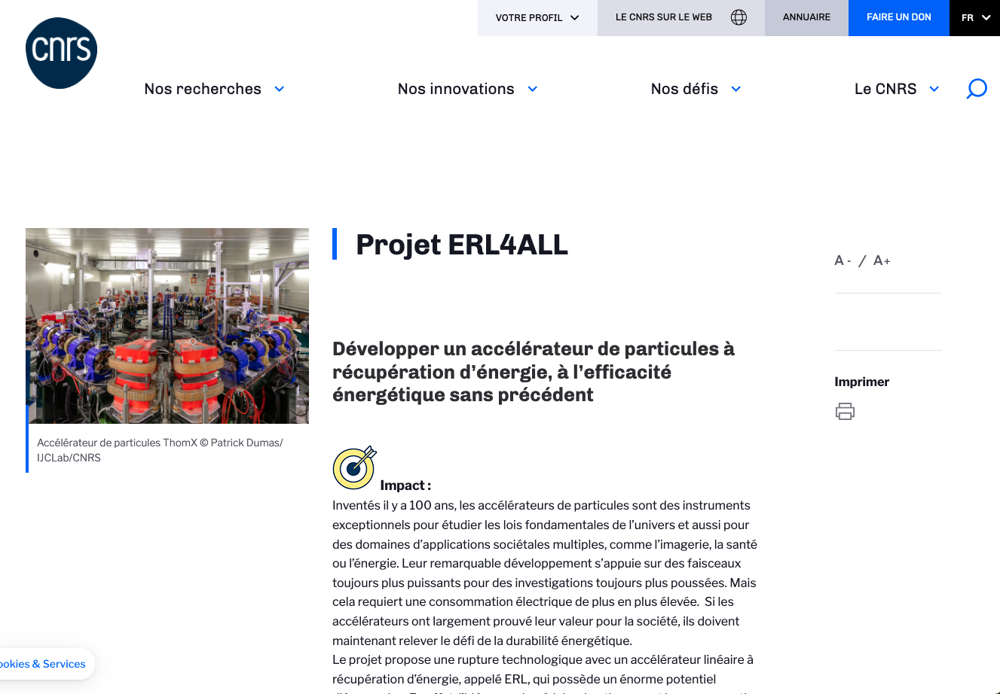 VOTRE PROFIL
LE CNRS SUR LE WEB
ANNUAIRE
FAIRE UN DON
FR
cnrs
Nos recherches
Nos innovations
Nos défis
Le CNRS
Projet ERL4ALL
A - / A+
Développer un accélérateur de particules à
récupération d’énergie, à l’efficacité
énergétique sans précédent
Imprimer
Accélérateur de particules ThomX © Patrick Dumas/
IJCLab/CNRS
Impact :
Inventés il y a 100 ans, les accélérateurs de particules sont des instruments
exceptionnels pour étudier les lois fondamentales de l’univers et aussi pour
des domaines d’applications sociétales multiples, comme l’imagerie, la santé
ou l’énergie. Leur remarquable développement s’appuie sur des faisceaux
toujours plus puissants pour des investigations toujours plus poussées. Mais
cela requiert une consommation électrique de plus en plus élevée.  Si les
accélérateurs ont largement prouvé leur valeur pour la société, ils doivent
maintenant relever le défi de la durabilité énergétique.
Le projet propose une rupture technologique avec un accélérateur linéaire à
récupération d’énergie, appelé ERL, qui possède un énorme potentiel
ookies & Services